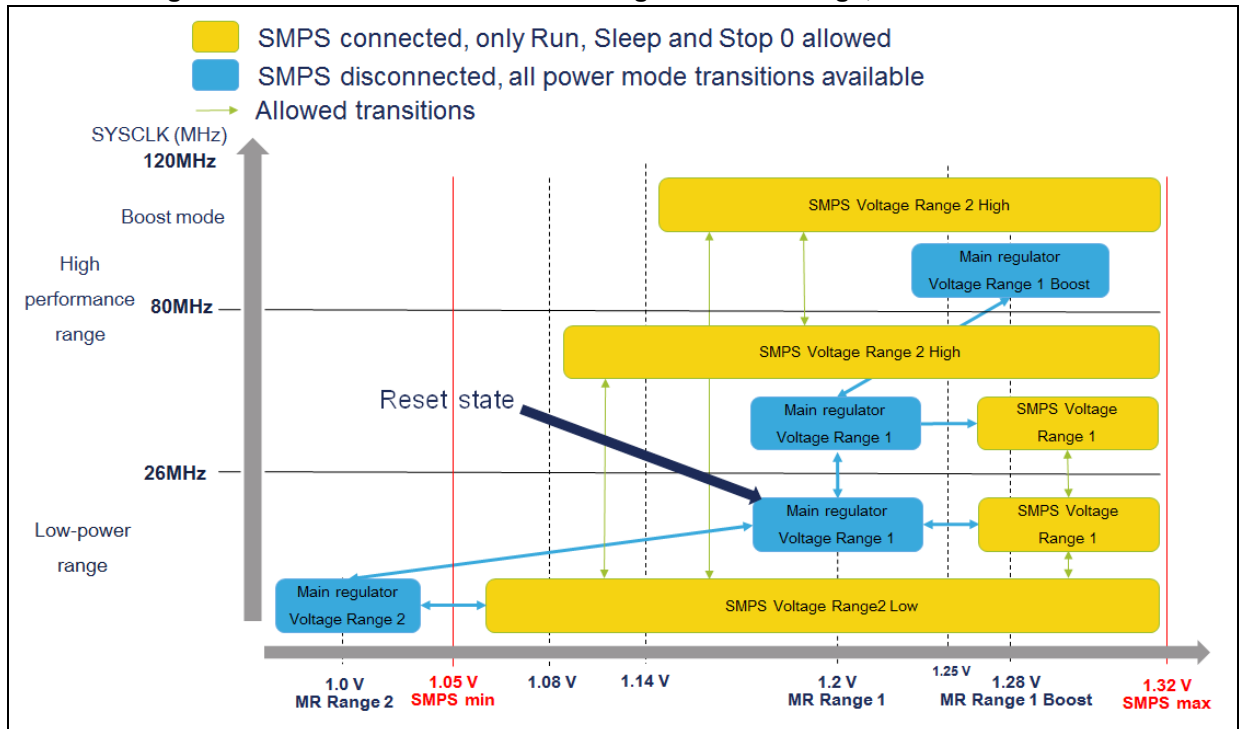 SMPS connected, only Run, Sleep and Stop 0 allowed
SMPS disconnected, all power mode transitions available
Allowed transitions
SYSCLK (MHz)
120MHz
Boost mode
SMPS Voltage Range 2 High
High
performance
range
Main regulator
Voltage Range 1 Boost
80MHz
SMPS Voltage Range 2 High
Reset state
Main regulator
Voltage Range 1
SMPS Voltage
Range 1
26MHz
Main regulator
Voltage Range 1
SMPS Voltage
Range 1
Low-power
range
Main regulator
Voltage Range 2
SMPS Voltage Range2 Low
1.0 V
MR Range 2
1.05 V
SMPS min
1.08 V
1.14 V
1.2 V
MR Range 1
1.25 V
1.28 V
MR Range 1 Boost
1.32 V
SMPS max